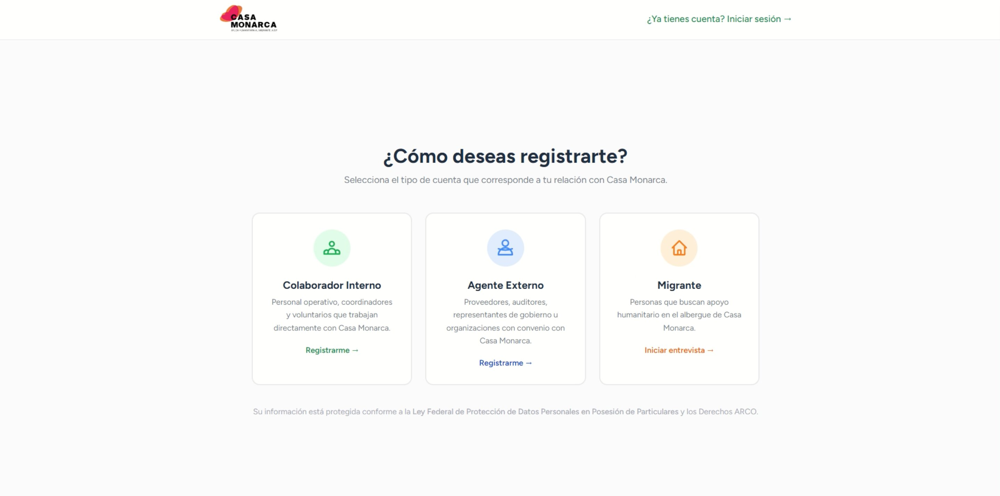 CASA
MONARCA
AYUDA HUMANITARIA AL MIGRANTE, A.B.P.
¿Ya tienes cuenta? Iniciar sesión →
¿Cómo deseas registrarte?
Selecciona el tipo de cuenta que corresponde a tu relación con Casa Monarca.
Colaborador Interno
Personal operativo, coordinadores
y voluntarios que trabajan
directamente con Casa Monarca.
Registrarme →
Agente Externo
Proveedores, auditores,
representantes de gobierno u
organizaciones con convenio con
Casa Monarca.
Registrarme →
Migrante
Personas que buscan apoyo
humanitario en el albergue de Casa
Monarca.
Iniciar entrevista →
Su información está protegida conforme a la Ley Federal de Protección de Datos Personales en Posesión de Particulares y los Derechos ARCO.